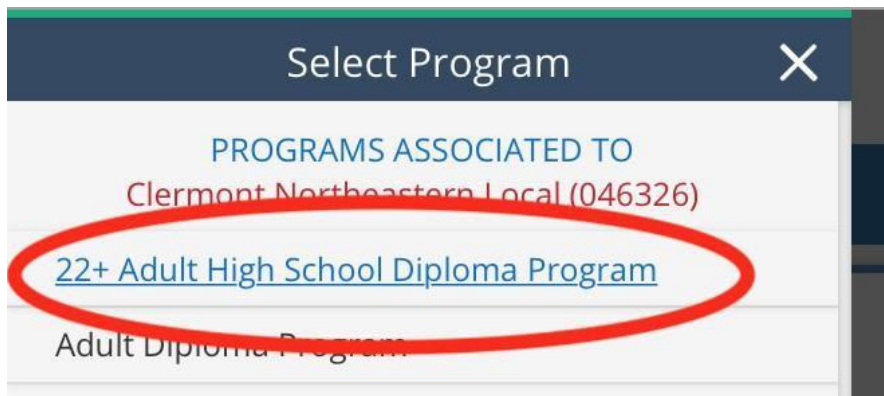 Select Program
PROGRAMS ASSOCIATED TO
Clermont Northeastern Local (046326)
22+ Adult High School Diploma Program
Adult Diploma Program